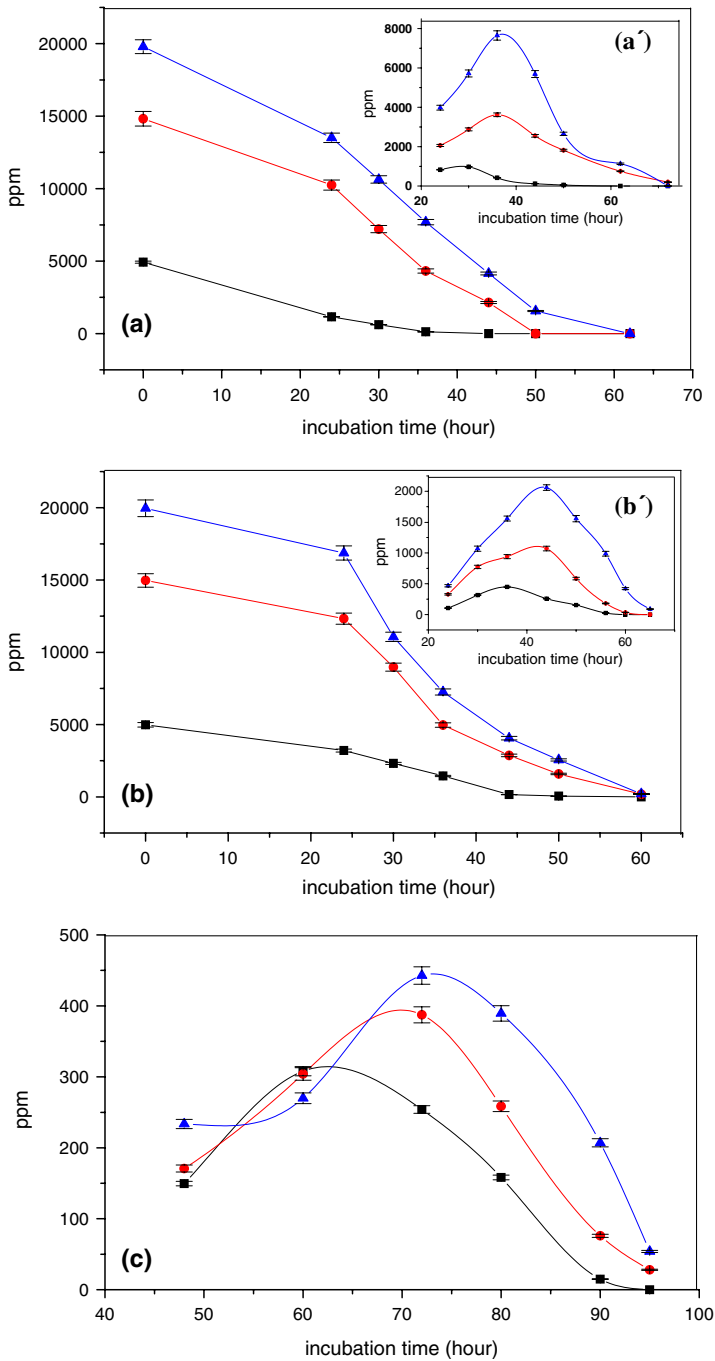 20000
15000
10000
5000
0
ppm
0 10 20 30 40 50 60 70
incubation time (hour)
(a)
8000
6000
4000
2000
0
ppm
20 40 60
incubation time (hour)
(a´)
20000
15000
10000
5000
0
ppm
0 10 20 30 40 50 60
incubation time (hour)
(b)
2000
1500
1000
500
0
ppm
20 30 40 50 60
incubation time (hour)
(b´)
500
400
300
200
100
0
ppm
40 50 60 70 80 90 100
incubation time (hour)
(c)